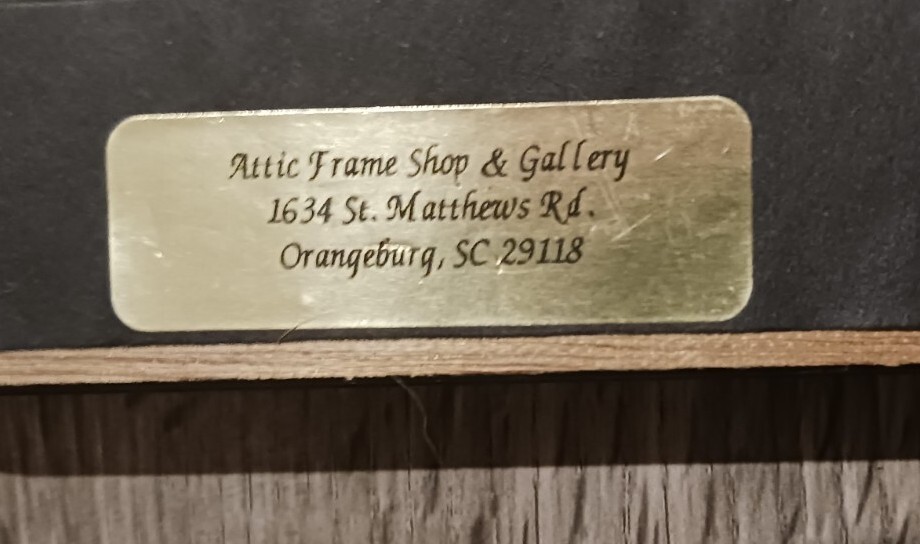 Attic Frame Shop & Gallery
1634 St. Matthews Rd.
Orangeburg, SC 29118